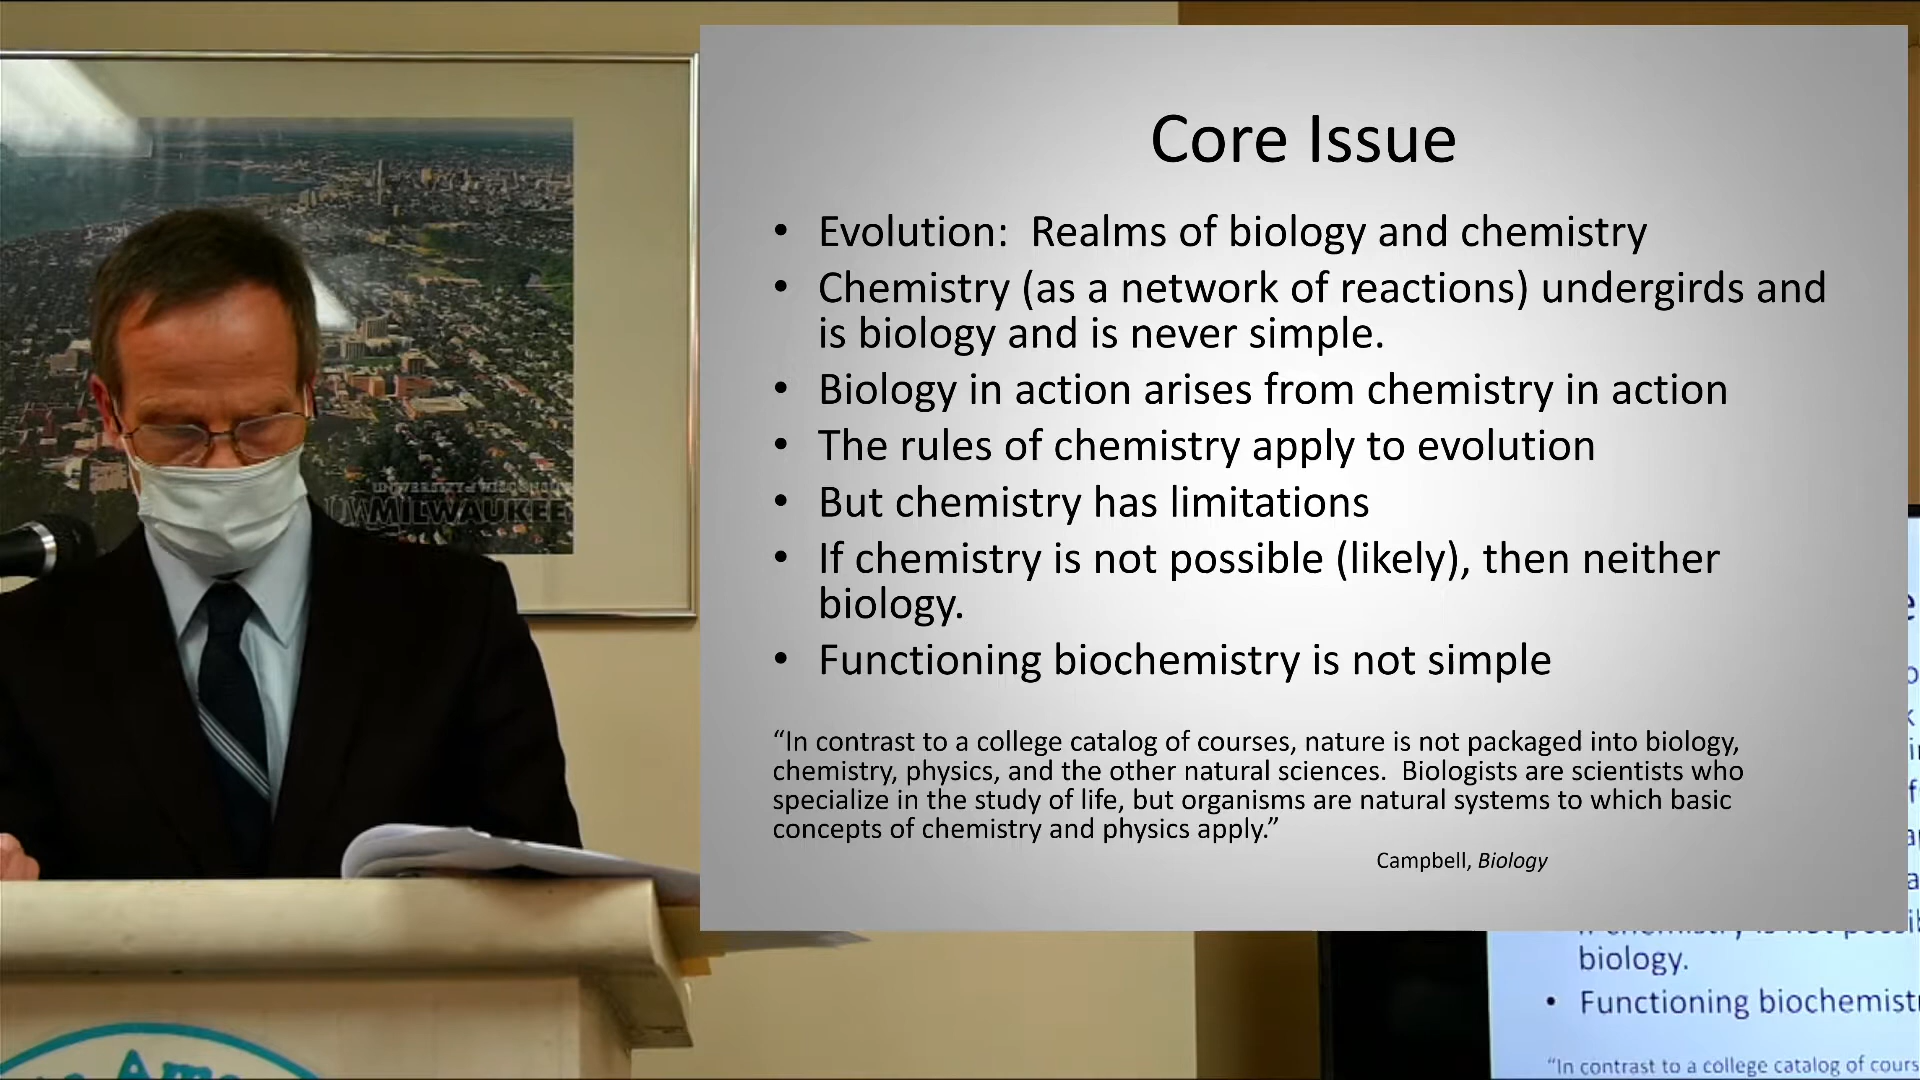 Core Issue
• Evolution:  Realms of biology and chemistry
• Chemistry (as a network of reactions) undergirds and
is biology and is never simple.
• Biology in action arises from chemistry in action
• The rules of chemistry apply to evolution
• But chemistry has limitations
• If chemistry is not possible (likely), then neither
biology.
• Functioning biochemistry is not simple
“In contrast to a college catalog of courses, nature is not packaged into biology,
chemistry, physics, and the other natural sciences.  Biologists are scientists who
specialize in the study of life, but organisms are natural systems to which basic
concepts of chemistry and physics apply.”
Campbell, Biology
UNIVERSITY of WISCONSIN
UWMILWAUKEE
biology.
• Functioning biochemist
“In contrast to a college catalog of cours